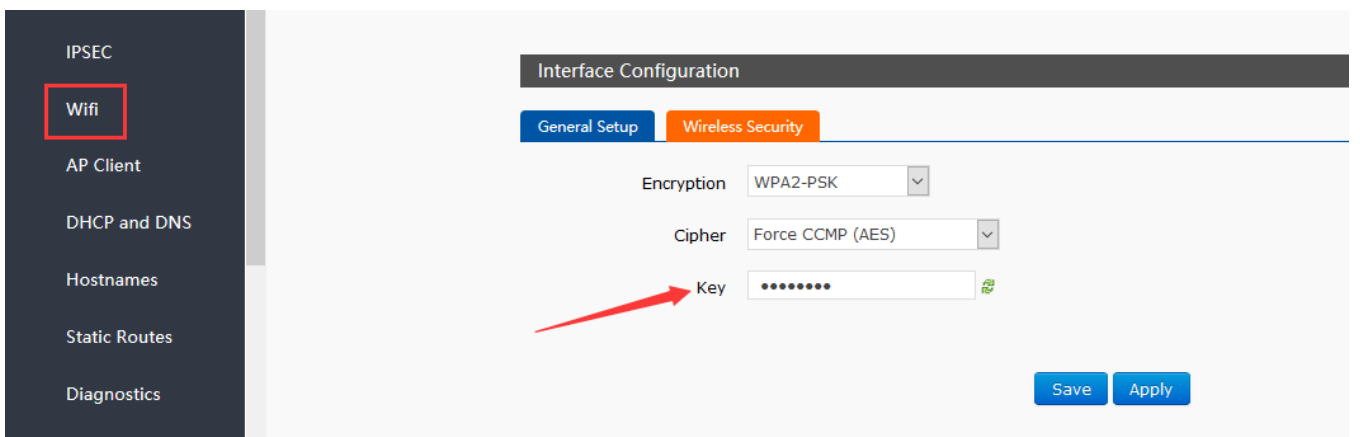 IPSEC
Wifi
AP Client
DHCP and DNS
Hostnames
Static Routes
Diagnostics
Interface Configuration
General Setup
Wireless Security
Encryption WPA2-PSK
Cipher Force CCMP (AES)
Key ••••••••
Save Apply